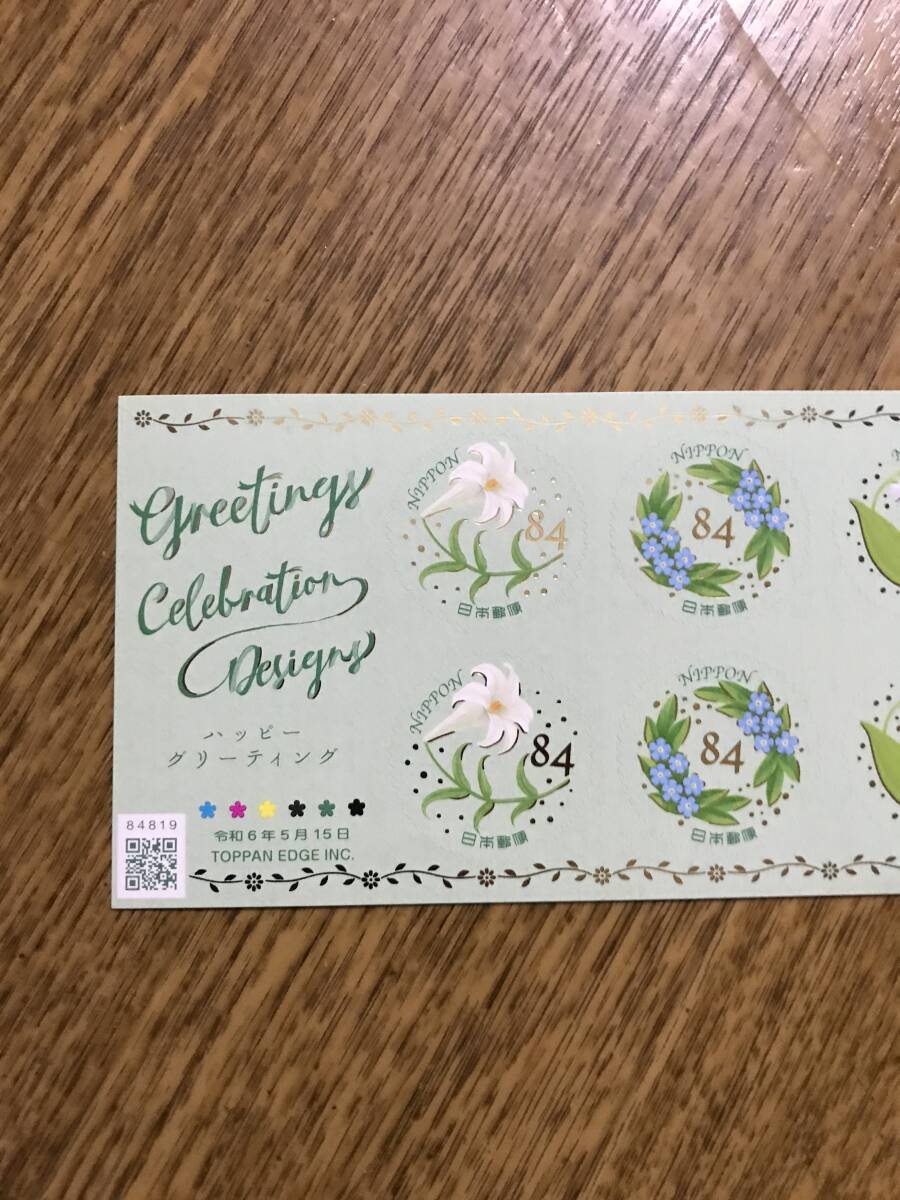 Greetings
Celebration
Designs
ハッピー
グリーティング
84819
令和6年5月15日
TOPPAN EDGE INC.
NIPPON
84
日本郵便
NIPPON
84
日本郵便
NIPPON
84
日本郵便
NIPPON
84
日本郵便